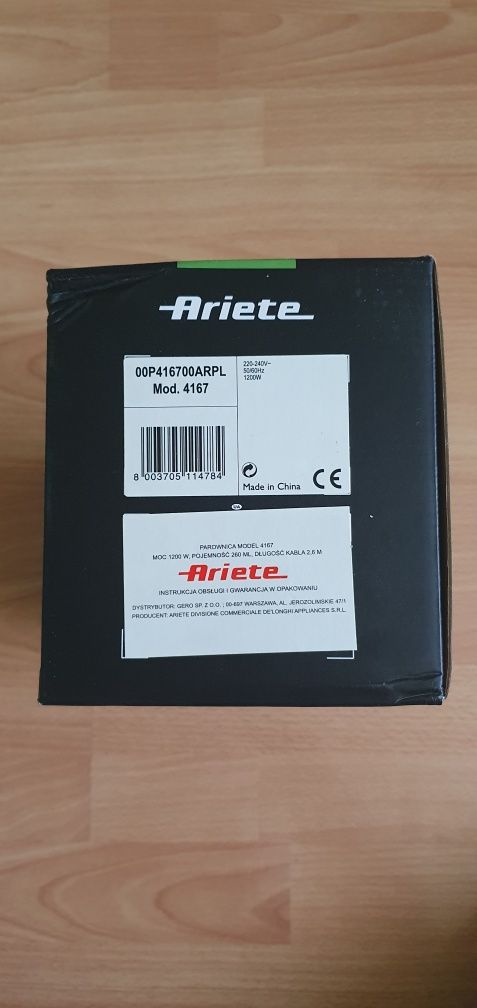 Ariete
00P416700ARPL
Mod. 4167
220-240V~
50/60Hz
1200W
8 003705 114784
Made in China CE
PAROWNICA MODEL 4167
MOC 1200 W, POJEMNOŚĆ 260 ML, DŁUGOŚĆ KABLA 2,6 M
Ariete
INSTRUKCJA OBSŁUGI I GWARANCJA W OPAKOWANIU
DYSTRYBUTOR: GERO SP. Z O.O. ; 00-697 WARSZAWA, AL. JEROZOLIMSKIE 47/1
PRODUCENT: ARIETE DIVISIONE COMMERCIALE DE'LONGHI APPLIANCES S.R.L.